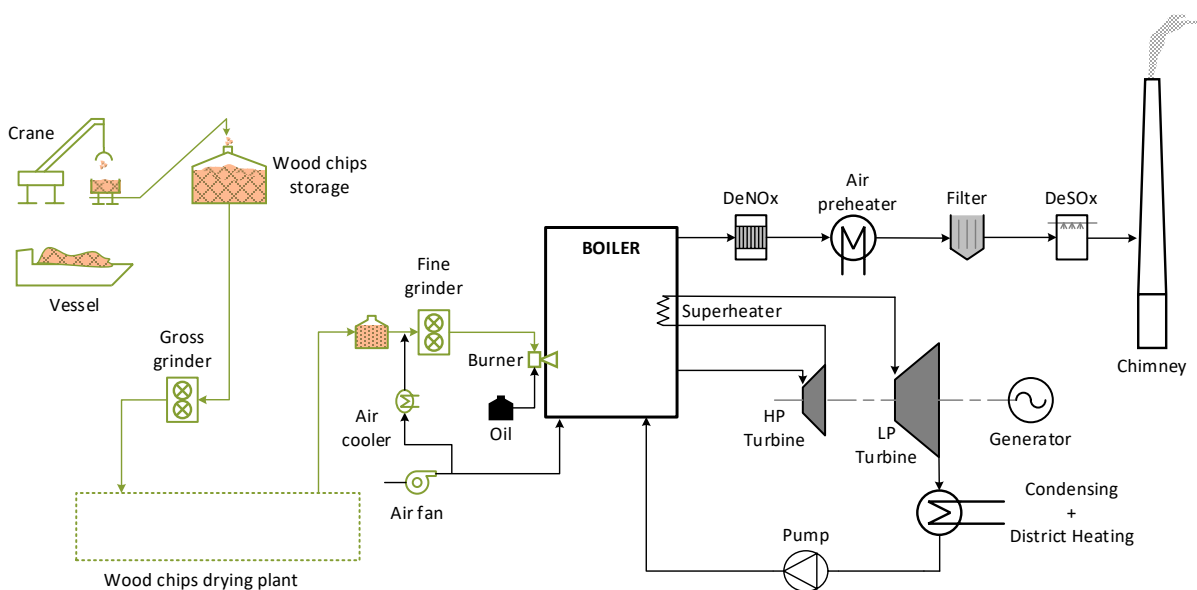 Crane
Wood chips
storage
Vessel
Gross
grinder
Wood chips drying plant
Fine
grinder
Air
cooler
Air fan
Burner
Oil
BOILER
Superheater
DeNOx
Air
preheater
Filter
DeSOx
Chimney
HP
Turbine
LP
Turbine
Generator
Condensing
+
District Heating
Pump